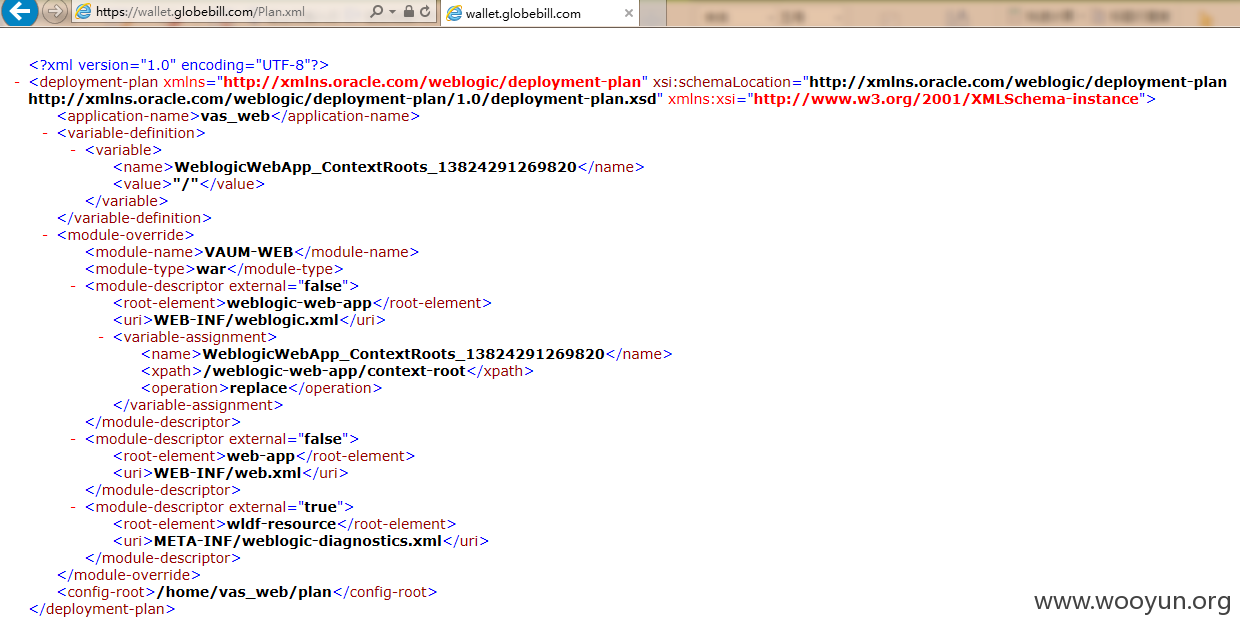 https://wallet.globebill.com/Plan.xml
wallet.globebill.com
<?xml version="1.0" encoding="UTF-8"?>
- <deployment-plan xmlns="http://xmlns.oracle.com/weblogic/deployment-plan" xsi:schemaLocation="http://xmlns.oracle.com/weblogic/deployment-plan
http://xmlns.oracle.com/weblogic/deployment-plan/1.0/deployment-plan.xsd" xmlns:xsi="http://www.w3.org/2001/XMLSchema-instance">
<application-name>vas_web</application-name>
- <variable-definition>
- <variable>
<name>WeblogicWebApp_ContextRoots_13824291269820</name>
<value>"/"</value>
</variable>
</variable-definition>
- <module-override>
<module-name>VAUM-WEB</module-name>
<module-type>war</module-type>
- <module-descriptor external="false">
<root-element>weblogic-web-app</root-element>
<uri>WEB-INF/weblogic.xml</uri>
- <variable-assignment>
<name>WeblogicWebApp_ContextRoots_13824291269820</name>
<xpath>/weblogic-web-app/context-root</xpath>
<operation>replace</operation>
</variable-assignment>
</module-descriptor>
- <module-descriptor external="false">
<root-element>web-app</root-element>
<uri>WEB-INF/web.xml</uri>
</module-descriptor>
- <module-descriptor external="true">
<root-element>wldf-resource</root-element>
<uri>META-INF/weblogic-diagnostics.xml</uri>
</module-descriptor>
</module-override>
<config-root>/home/vas_web/plan</config-root>
</deployment-plan>
www.wooyun.org